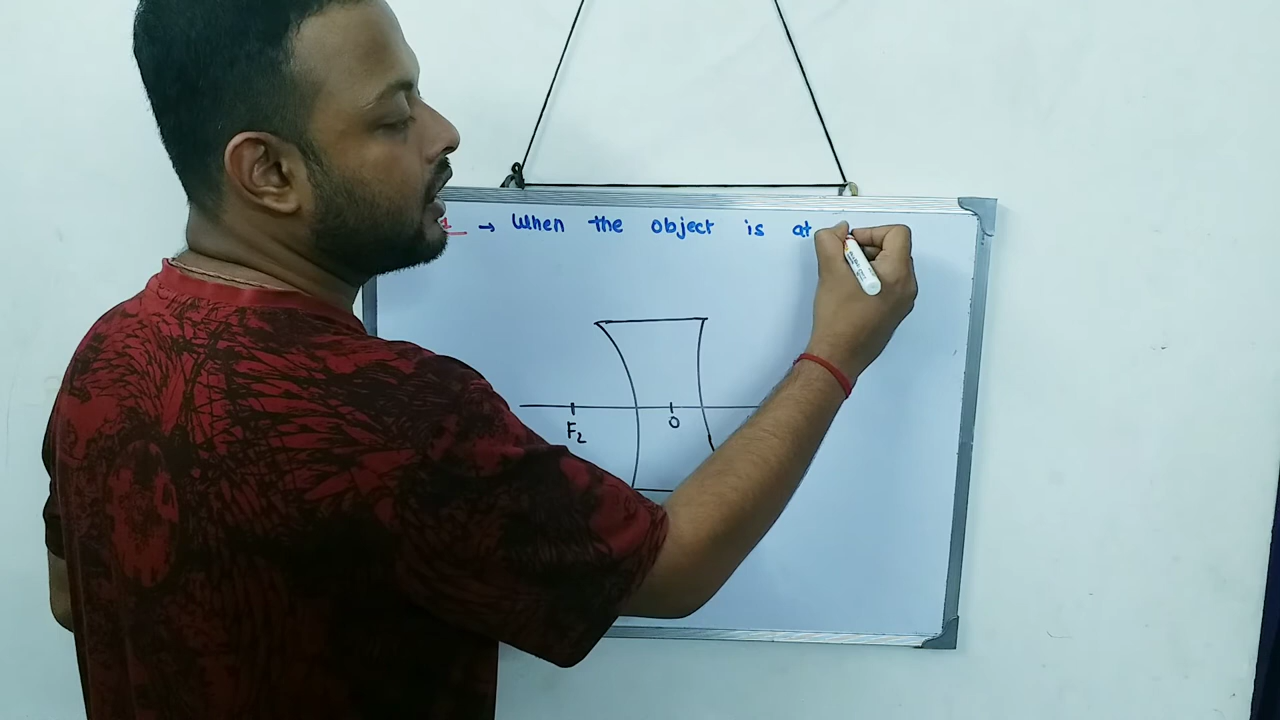 → When the object is at
F₂ O